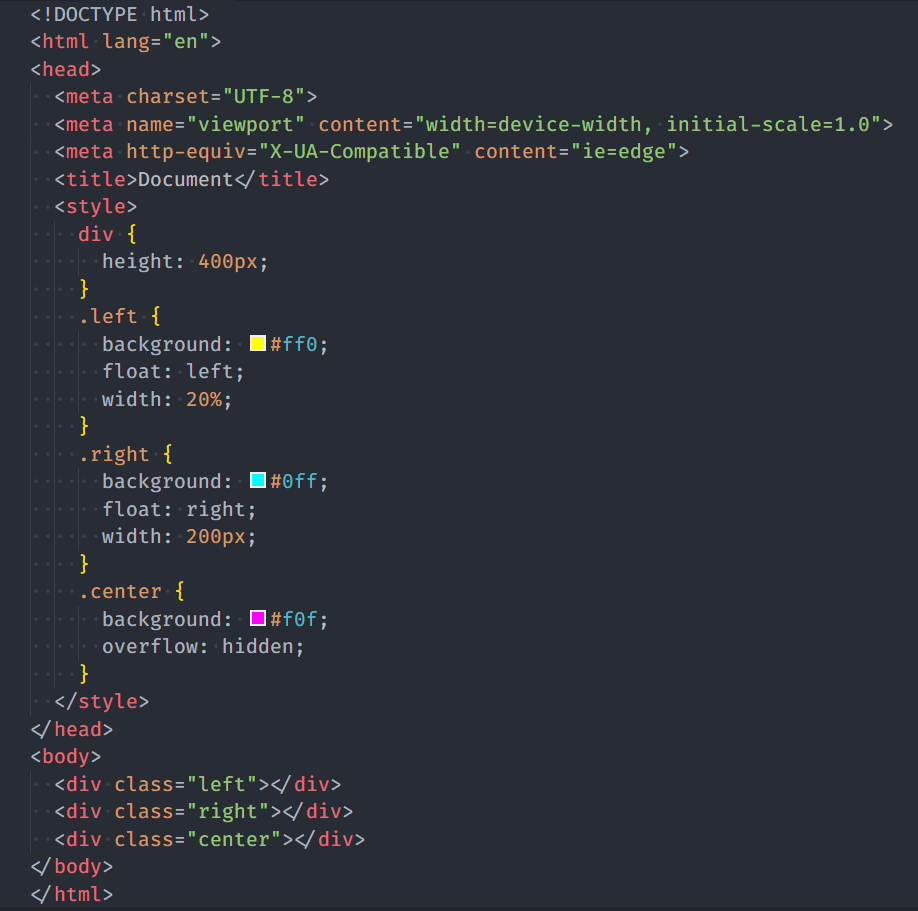 <!DOCTYPE html>
<html lang="en">
<head>
  <meta charset="UTF-8">
  <meta name="viewport" content="width=device-width, initial-scale=1.0">
  <meta http-equiv="X-UA-Compatible" content="ie=edge">
  <title>Document</title>
  <style>
    div {
      height: 400px;
    }
    .left {
      background: #ff0;
      float: left;
      width: 20%;
    }
    .right {
      background: #0ff;
      float: right;
      width: 200px;
    }
    .center {
      background: #f0f;
      overflow: hidden;
    }
  </style>
</head>
<body>
  <div class="left"></div>
  <div class="right"></div>
  <div class="center"></div>
</body>
</html>